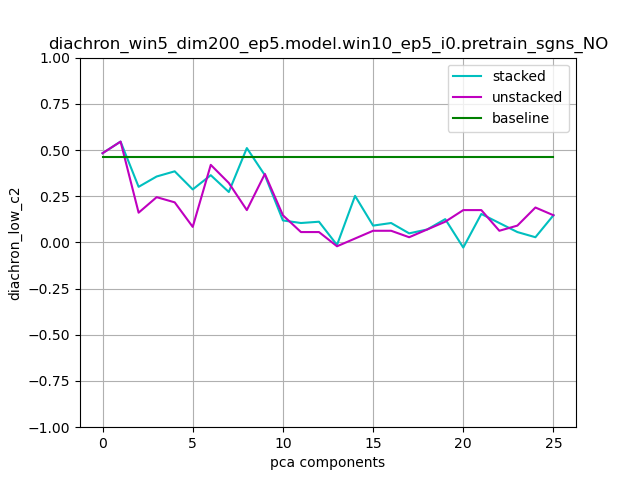 diachron_win5_dim200_ep5.model.win10_ep5_i0.pretrain_sgns_NO
1.00
0.75
0.50
0.25
0.00
−0.25
−0.50
−0.75
−1.00
diachron_low_c2
stacked
unstacked
baseline
0 5 10 15 20 25
pca components